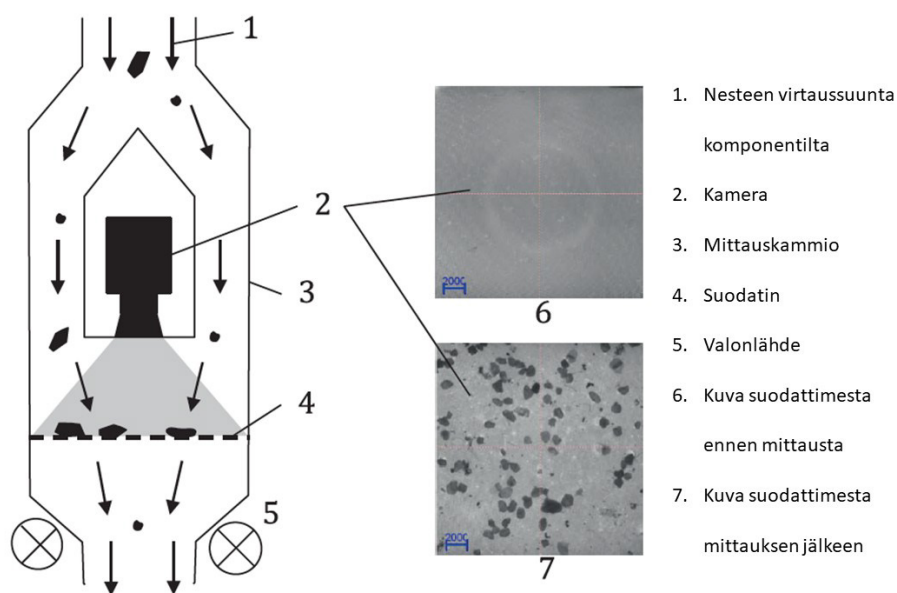 1
2
3
4
5
2000
6
2000
7
1. Nesteen virtaussuunta
komponentilta
2. Kamera
3. Mittauskammio
4. Suodatin
5. Valonlähde
6. Kuva suodattimesta
ennen mittausta
7. Kuva suodattimesta
mittauksen jälkeen